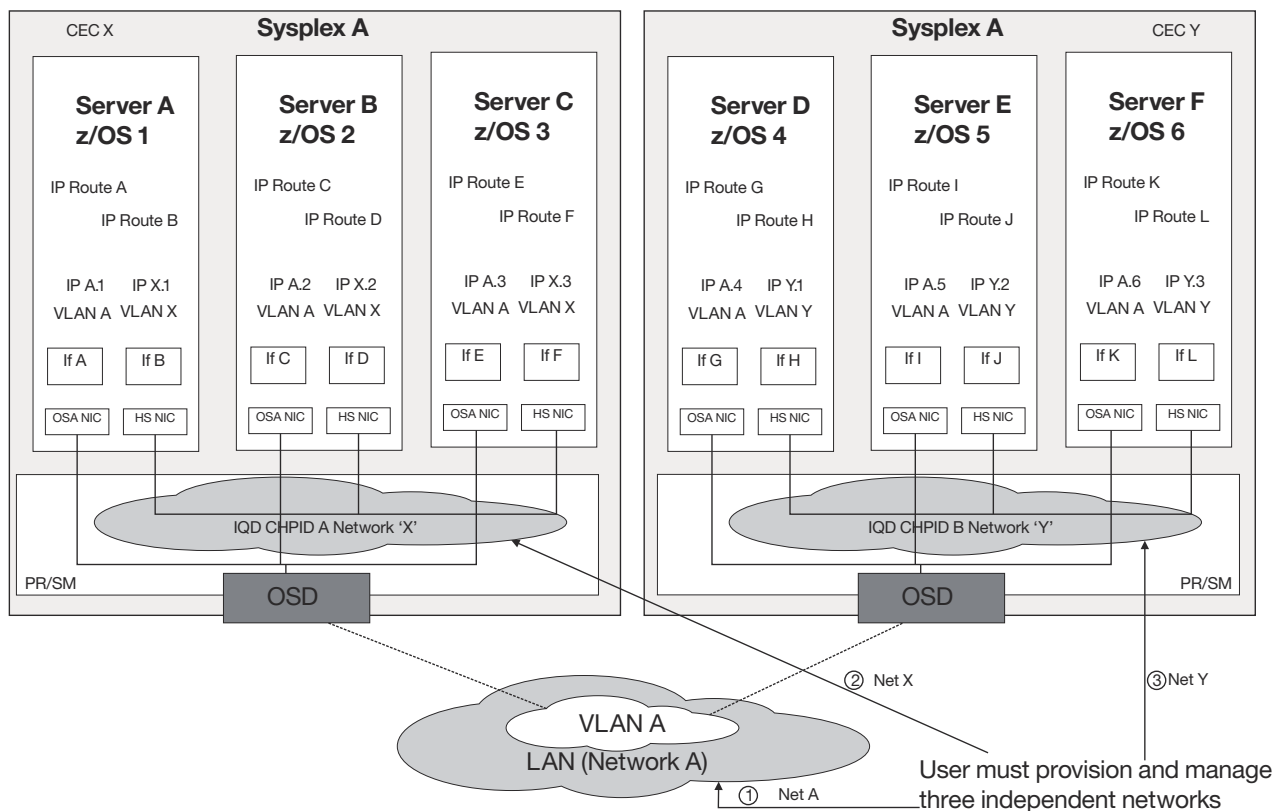 CEC X
Sysplex A
Sysplex A
CEC Y
Server A
z/OS 1
Server B
z/OS 2
Server C
z/OS 3
Server D
z/OS 4
Server E
z/OS 5
Server F
z/OS 6
IP Route A
IP Route B
IP Route C
IP Route D
IP Route E
IP Route F
IP Route G
IP Route H
IP Route I
IP Route J
IP Route K
IP Route L
IP A.1 IP X.1
VLAN A VLAN X
IP A.2 IP X.2
VLAN A VLAN X
IP A.3 IP X.3
VLAN A VLAN X
IP A.4 IP Y.1
VLAN A VLAN Y
IP A.5 IP Y.2
VLAN A VLAN Y
IP A.6 IP Y.3
VLAN A VLAN Y
If A If B
If C If D
If E If F
If G If H
If I If J
If K If L
OSA NIC HS NIC
OSA NIC HS NIC
OSA NIC HS NIC
OSA NIC HS NIC
OSA NIC HS NIC
OSA NIC HS NIC
IQD CHPID A Network ‘X’
IQD CHPID B Network ‘Y’
PR/SM
OSD
OSD
PR/SM
② Net X
③ Net Y
VLAN A
LAN (Network A)
① Net A
User must provision and manage
three independent networks